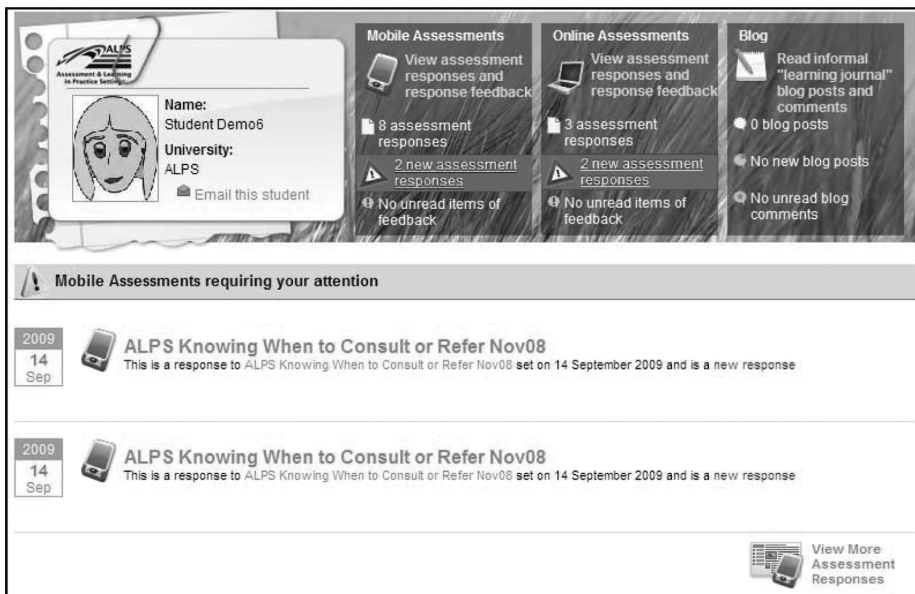 ALPS
Assessment & Learning
in Practice Settings
Name:
Student Demo6
University:
ALPS
Email this student
Mobile Assessments
View assessment
responses and
response feedback
8 assessment
responses
2 new assessment
responses
No unread items of
feedback
Online Assessments
View assessment
responses and
response feedback
3 assessment
responses
2 new assessment
responses
No unread items of
feedback
Blog
Read informal
"learning journal"
blog posts and
comments
0 blog posts
No new blog posts
No unread blog
comments
Mobile Assessments requiring your attention
2009
14
Sep
ALPS Knowing When to Consult or Refer Nov08
This is a response to ALPS Knowing When to Consult or Refer Nov08 set on 14 September 2009 and is a new response
2009
14
Sep
ALPS Knowing When to Consult or Refer Nov08
This is a response to ALPS Knowing When to Consult or Refer Nov08 set on 14 September 2009 and is a new response
View More
Assessment
Responses